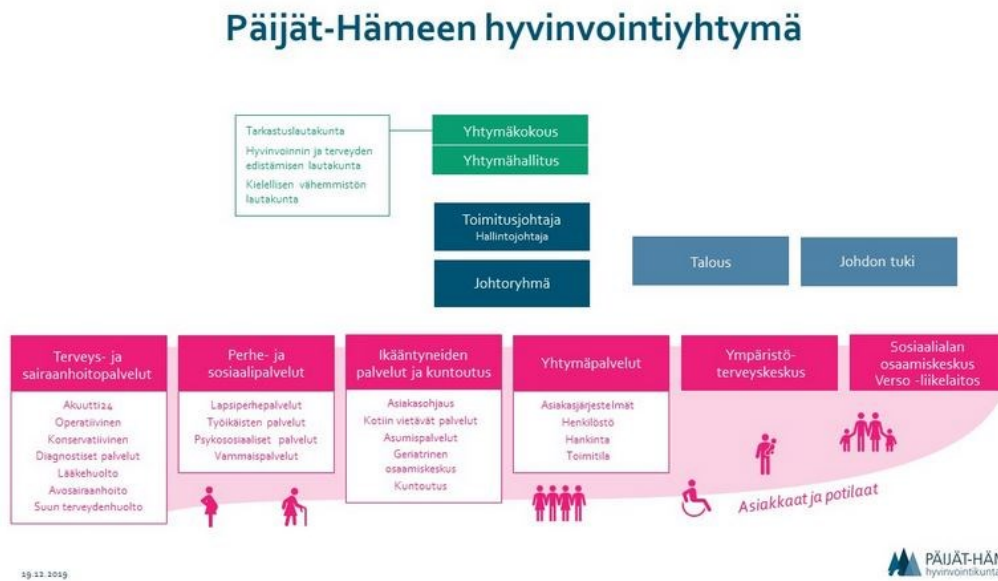 Päijät-Hämeen hyvinvointiyhtymä
Tarkastuslautakunta
Hyvinvoinnin ja terveyden
edistämisen lautakunta
Kielellisen vähemmistön
lautakunta
Yhtymäkokous
Yhtymähallitus
Toimitusjohtaja
Hallintojohtaja
Johtoryhmä
Talous
Johdon tuki
Terveys- ja
sairaanhoitopalvelut
Akuutti24
Operatiivinen
Konservatiivinen
Diagnostiset palvelut
Lääkehuolto
Avosairaanhoito
Suun terveydenhuolto
Perhe- ja
sosiaalipalvelut
Lapsiperhepalvelut
Työikäisten palvelut
Psykososiaaliset palvelut
Vammaispalvelut
Ikääntyneiden
palvelut ja kuntoutus
Asiakasohjaus
Kotiin vietävät palvelut
Asumispalvelut
Geriatrinen
osaamiskeskus
Kuntoutus
Yhtymäpalvelut
Asiakasjärjestelmät
Henkilöstö
Hankinta
Toimitila
Ympäristö-
terveyskeskus
Sosiaalialan
osaamiskeskus
Verso -liikelaitos
Asiakkaat ja potilaat
19.12.2019
PÄIJÄT-HÄM
hyvinvointikunta